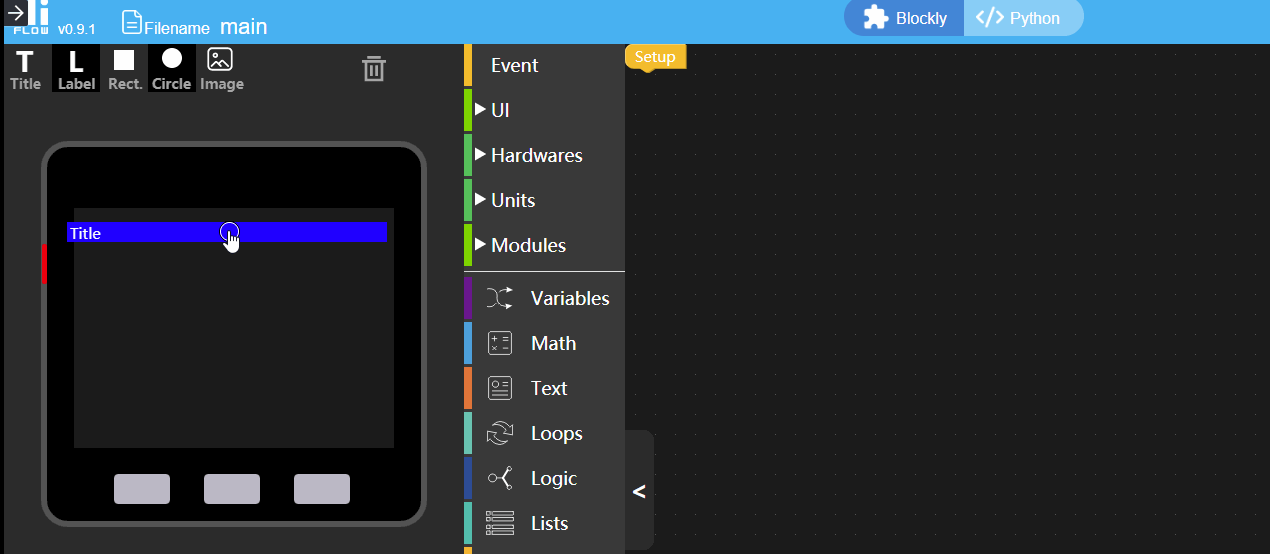 FLOW v0.9.1
Filename main
Blockly
Python
Title
Label
Rect.
Circle
Image
Title
Event
UI
Hardwares
Units
Modules
Variables
Math
Text
Loops
Logic
Lists
Setup